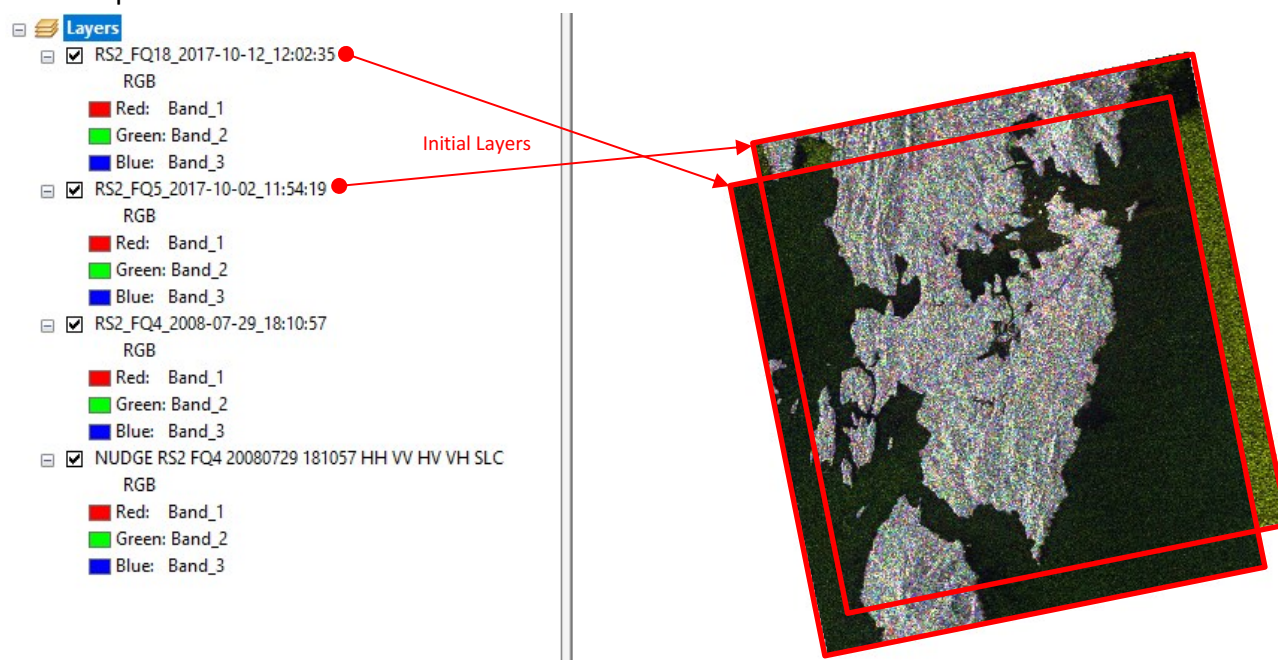 Layers
RS2_FQ18_2017-10-12_12:02:35
RGB
Red: Band_1
Green: Band_2
Blue: Band_3
RS2_FQ5_2017-10-02_11:54:19
RGB
Red: Band_1
Green: Band_2
Blue: Band_3
RS2_FQ4_2008-07-29_18:10:57
RGB
Red: Band_1
Green: Band_2
Blue: Band_3
NUDGE RS2 FQ4 20080729 181057 HH VV HV VH SLC
RGB
Red: Band_1
Green: Band_2
Blue: Band_3
Initial Layers